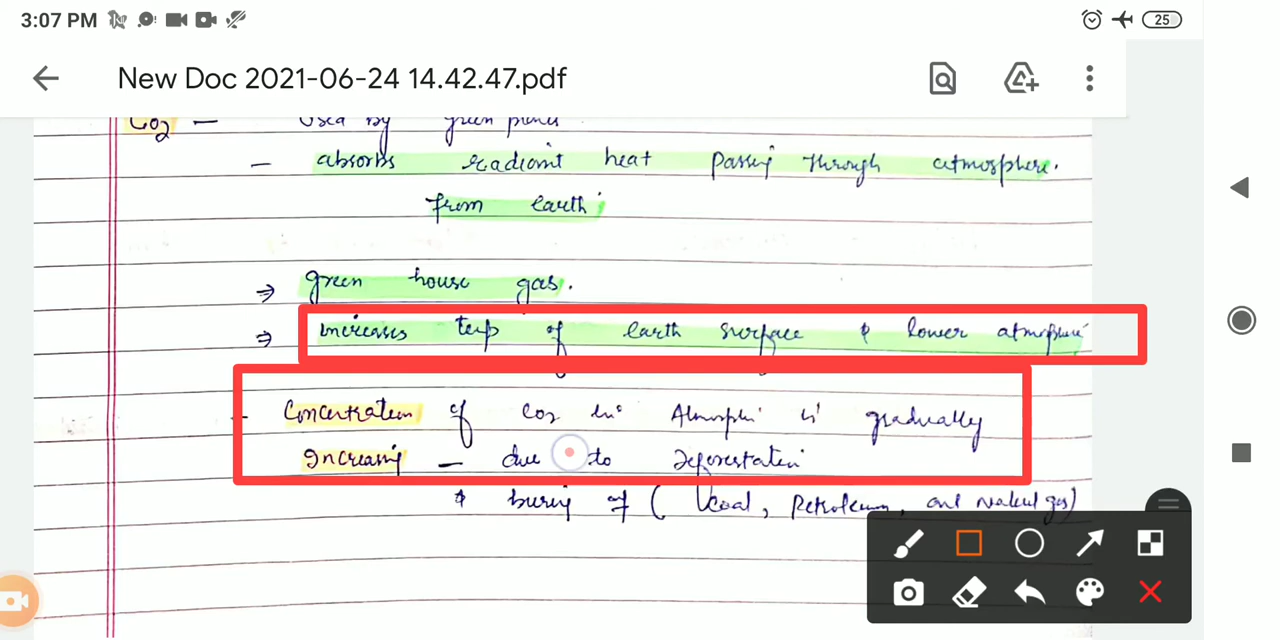 3:07 PM 25
New Doc 2021-06-24 14.42.47.pdf
Co2 — Used by green plants
— absorbs radiant heat passing through atmosphere.
from earth
⇒ green house gas.
⇒ increases temp of earth surface & lower atmosphere
- Concentration of Co2 in Atmosphere is gradually
Increasing — due to Deforestation
& buring of ( Coal, Petroleum, and natural gas)